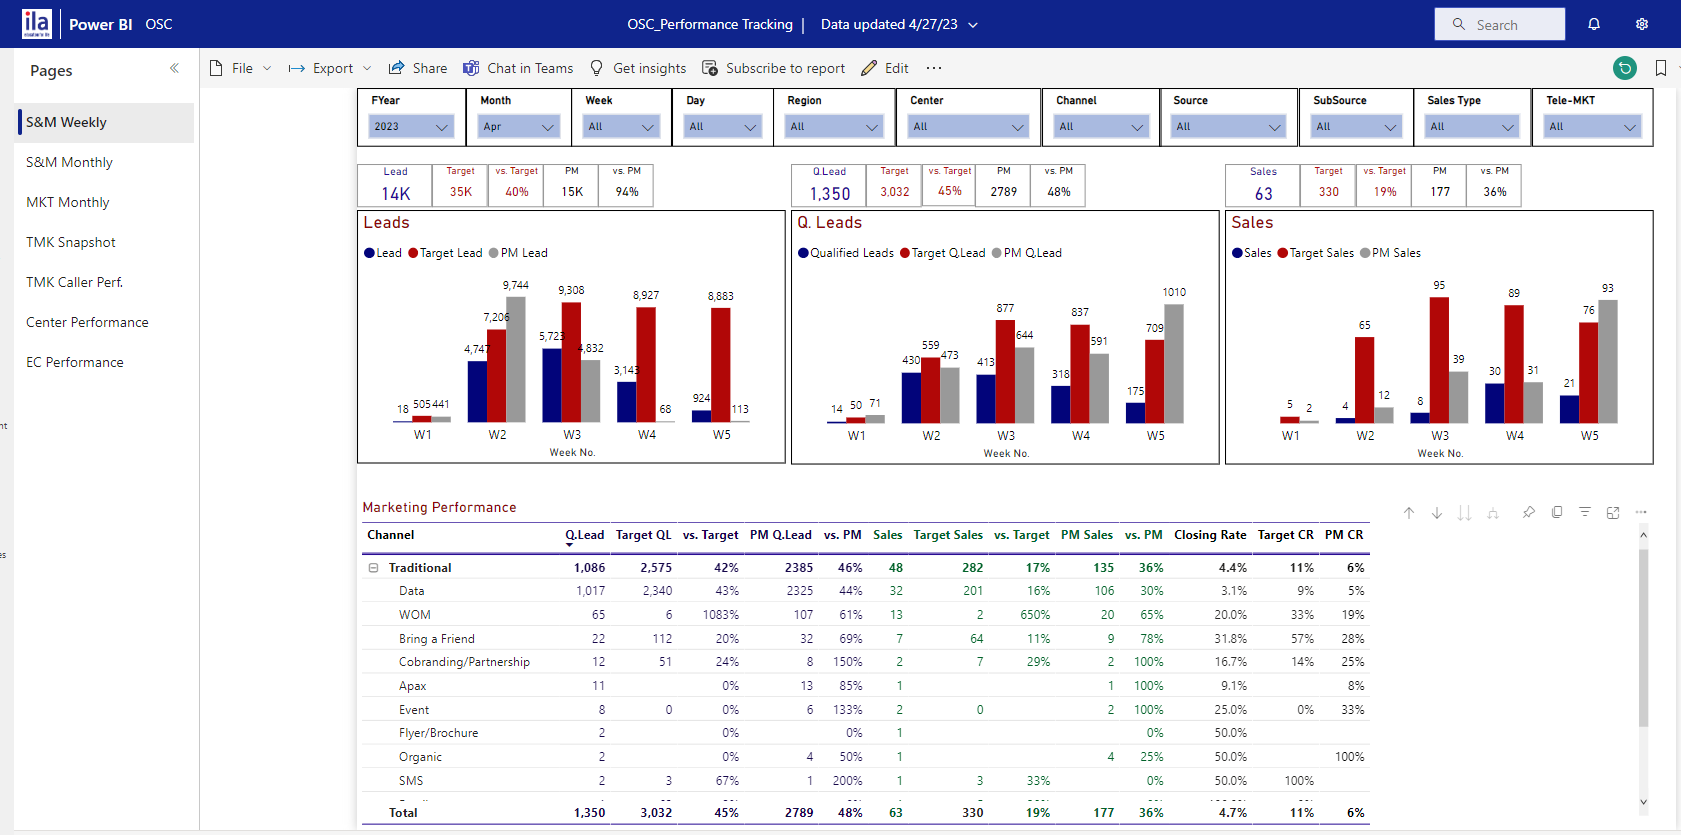 ila Power BI OSC
OSC_Performance Tracking | Data updated 4/27/23
Search
Pages
File Export Share Chat in Teams Get insights Subscribe to report Edit ...
S&M Weekly
S&M Monthly
MKT Monthly
TMK Snapshot
TMK Caller Perf.
Center Performance
EC Performance
nt
es
FYear Month Week Day Region Center Channel Source SubSource Sales Type Tele-MKT
2023 Apr All All All All All All All All All
Lead Target vs. Target PM vs. PM
14K 35K 40% 15K 94%
Q.Lead Target vs. Target PM vs. PM
1,350 3,032 45% 2789 48%
Sales Target vs. Target PM vs. PM
63 330 19% 177 36%
Leads
Lead Target Lead PM Lead
18 505 441
4,747 7,206 9,744
5,723 9,308 4,832
3,143 8,927 68
924 8,883 113
W1 W2 W3 W4 W5
Week No.
Q. Leads
Qualified Leads Target Q.Lead PM Q.Lead
14 50 71
430 559 473
413 877 644
318 837 591
175 709 1010
W1 W2 W3 W4 W5
Week No.
Sales
Sales Target Sales PM Sales
5 2
4 65 12
8 95 39
30 89 31
21 76 93
W1 W2 W3 W4 W5
Week No.
Marketing Performance
Channel Q.Lead Target QL vs. Target PM Q.Lead vs. PM Sales Target Sales vs. Target PM Sales vs. PM Closing Rate Target CR PM CR
Traditional 1,086 2,575 42% 2385 46% 48 282 17% 135 36% 4.4% 11% 6%
Data 1,017 2,340 43% 2325 44% 32 201 16% 106 30% 3.1% 9% 5%
WOM 65 6 1083% 107 61% 13 2 650% 20 65% 20.0% 33% 19%
Bring a Friend 22 112 20% 32 69% 7 64 11% 9 78% 31.8% 57% 28%
Cobranding/Partnership 12 51 24% 8 150% 2 7 29% 2 100% 16.7% 14% 25%
Apax 11 0% 13 85% 1 1 100% 9.1% 8%
Event 8 0 0% 6 133% 2 0 2 100% 25.0% 0% 33%
Flyer/Brochure 2 0% 0% 1 0% 50.0%
Organic 2 0% 4 50% 1 4 25% 50.0% 100%
SMS 2 3 67% 1 200% 1 3 33% 0% 50.0% 100%
Total 1,350 3,032 45% 2789 48% 63 330 19% 177 36% 4.7% 11% 6%